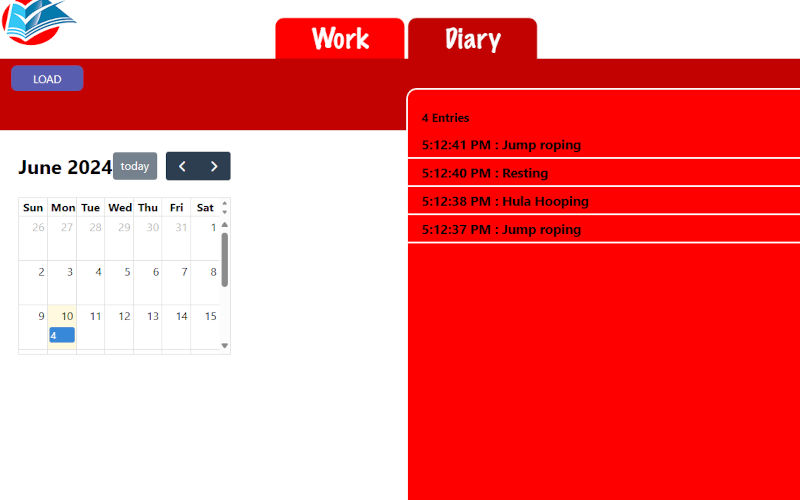 Work Diary
LOAD
4 Entries
5:12:41 PM : Jump roping
5:12:40 PM : Resting
5:12:38 PM : Hula Hooping
5:12:37 PM : Jump roping
June 2024 today
Sun Mon Tue Wed Thu Fri Sat
26 27 28 29 30 31 1
2 3 4 5 6 7 8
9 10 11 12 13 14 15
4